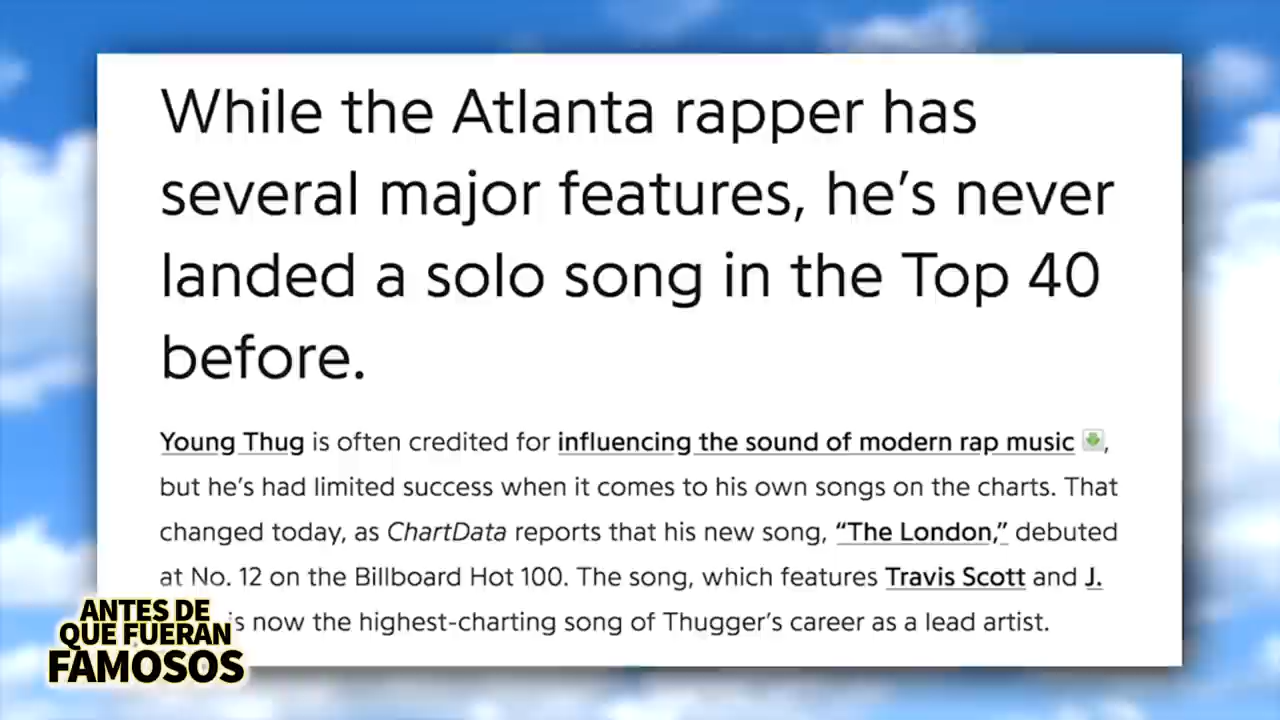 While the Atlanta rapper has
several major features, he’s never
landed a solo song in the Top 40
before.
Young Thug is often credited for influencing the sound of modern rap music,
but he’s had limited success when it comes to his own songs on the charts. That
changed today, as ChartData reports that his new song, “The London,” debuted
at No. 12 on the Billboard Hot 100. The song, which features Travis Scott and J.
is now the highest-charting song of Thugger’s career as a lead artist.
ANTES DE
QUE FUERAN
FAMOSOS